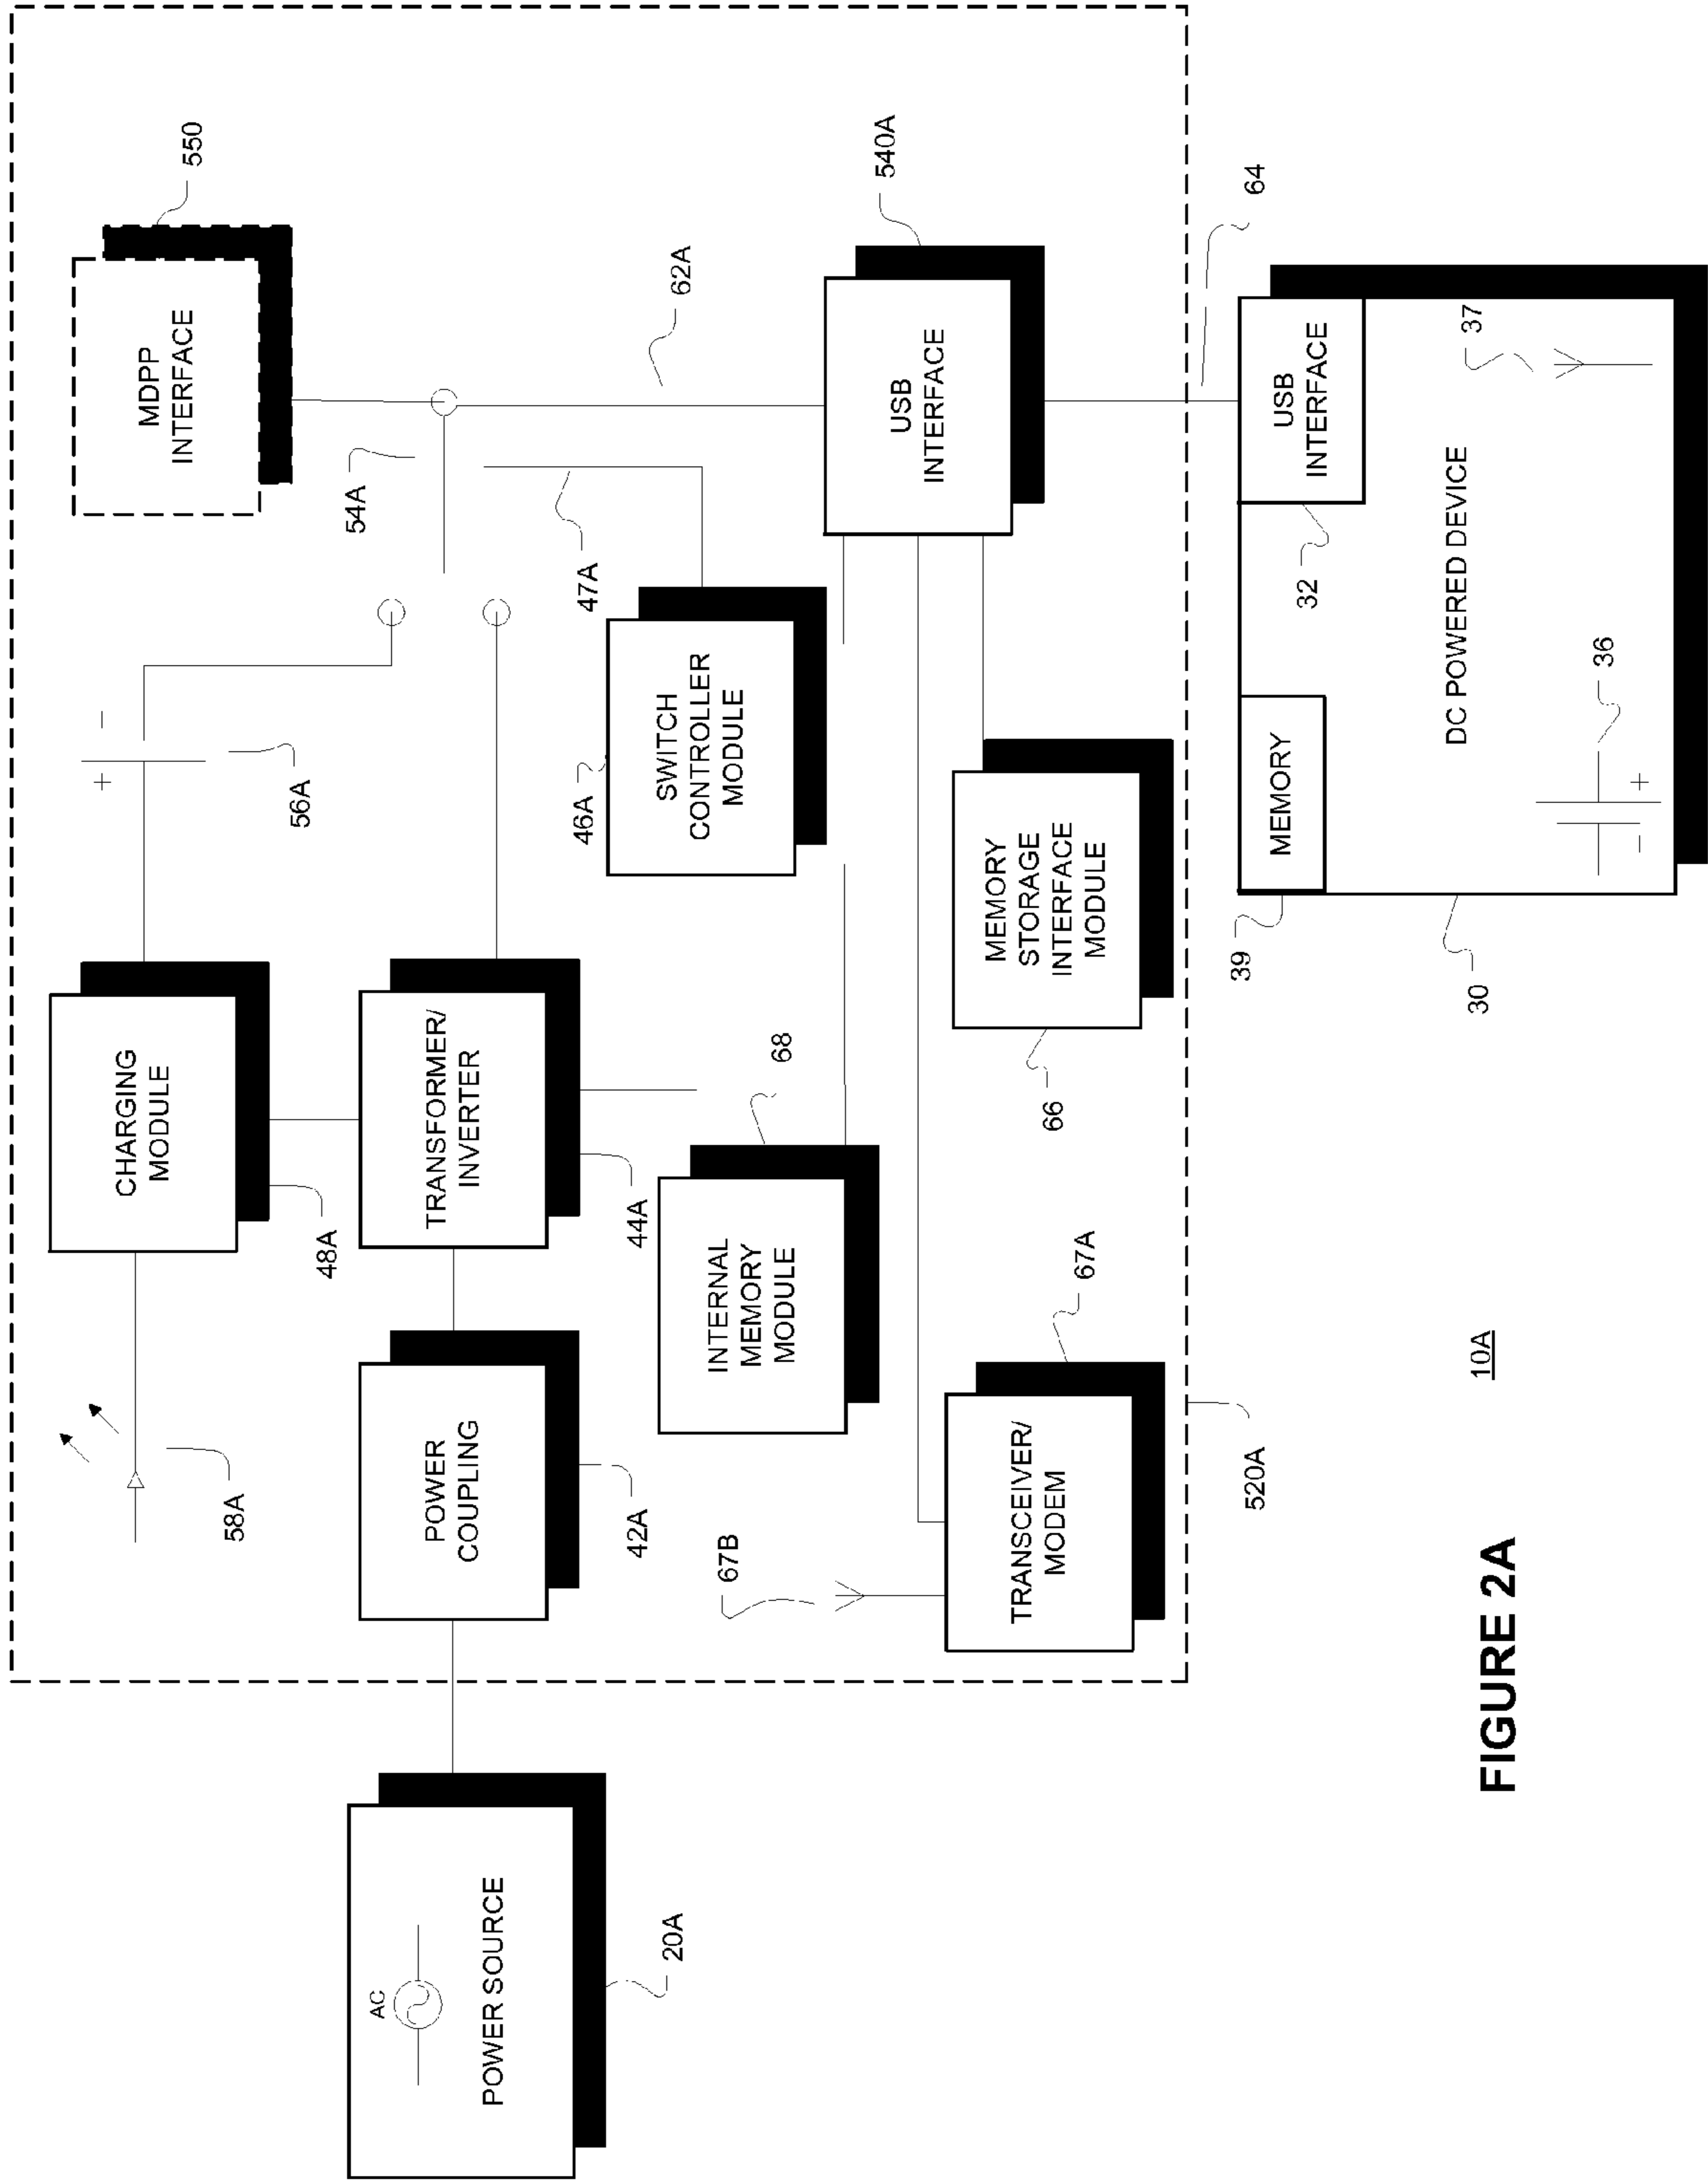 58A
CHARGING
MODULE
48A
+
-
56A
MDPP
INTERFACE
550
54A
AC
POWER SOURCE
20A
POWER
COUPLING
42A
TRANSFORMER/
INVERTER
44A
47A
62A
46A
SWITCH
CONTROLLER
MODULE
68
INTERNAL
MEMORY
MODULE
USB
INTERFACE
540A
67B
TRANSCEIVER/
MODEM
67A
MEMORY
STORAGE
INTERFACE
MODULE
66
520A
64
39
MEMORY
USB
INTERFACE
32
37
DC POWERED DEVICE
36
-
+
30
10A
FIGURE 2A